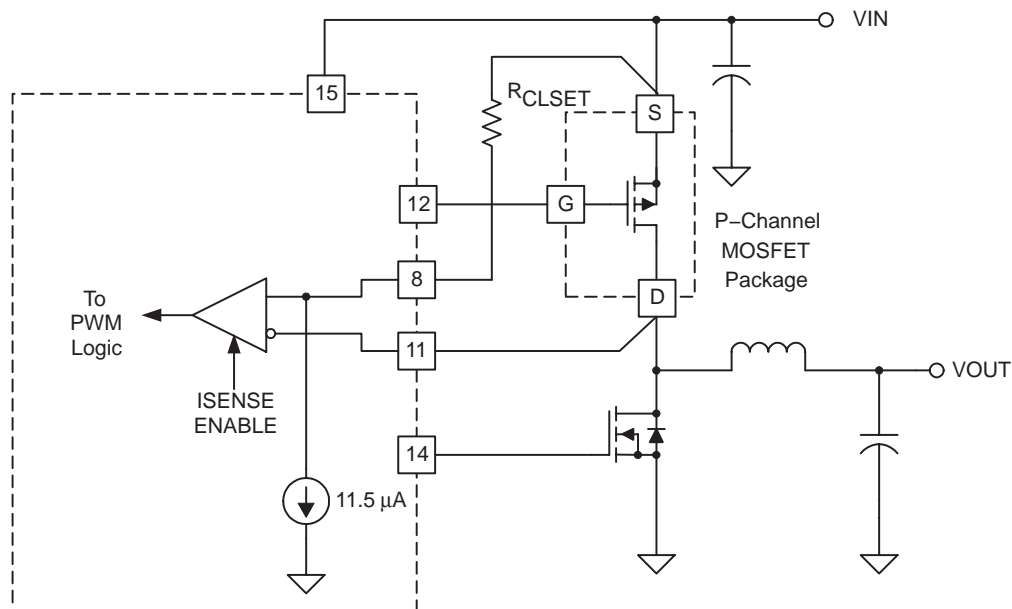 VIN
15
RCLSET
S
12
G
P−Channel
MOSFET
Package
8
D
To
PWM
Logic
11
VOUT
ISENSE
ENABLE
14
11.5 μA